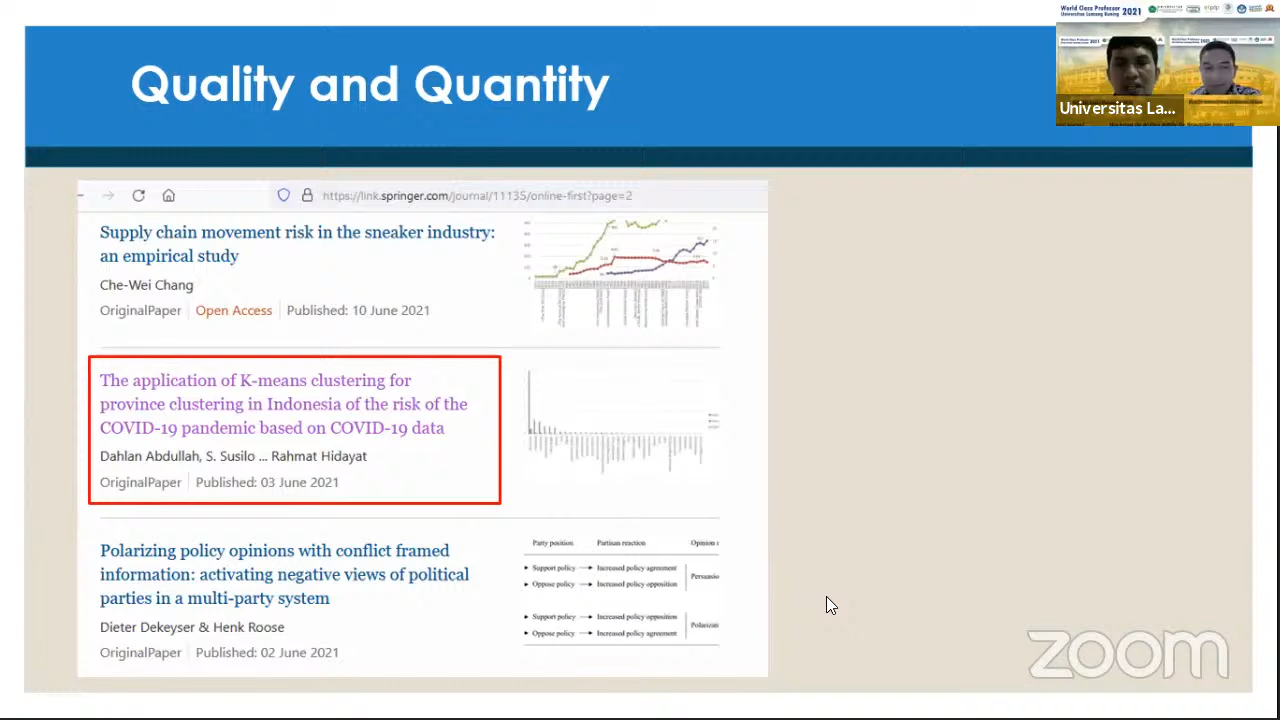 Quality and Quantity
World Class Professor
Universitas Lancang Kuning 2021
Universitas La...
https://link.springer.com/journal/11135/online-first?page=2
Supply chain movement risk in the sneaker industry:
an empirical study
Che-Wei Chang
OriginalPaper Open Access Published: 10 June 2021
The application of K-means clustering for
province clustering in Indonesia of the risk of the
COVID-19 pandemic based on COVID-19 data
Dahlan Abdullah, S. Susilo ... Rahmat Hidayat
OriginalPaper Published: 03 June 2021
Polarizing policy opinions with conflict framed
information: activating negative views of political
parties in a multi-party system
Dieter Dekeyser & Henk Roose
OriginalPaper Published: 02 June 2021
Party position Partisan reaction Opinion
Support policy Increased policy agreement
Oppose policy Increased policy opposition
Persuasio
Support policy Increased policy opposition
Oppose policy Increased policy agreement
Polarizati
zoom